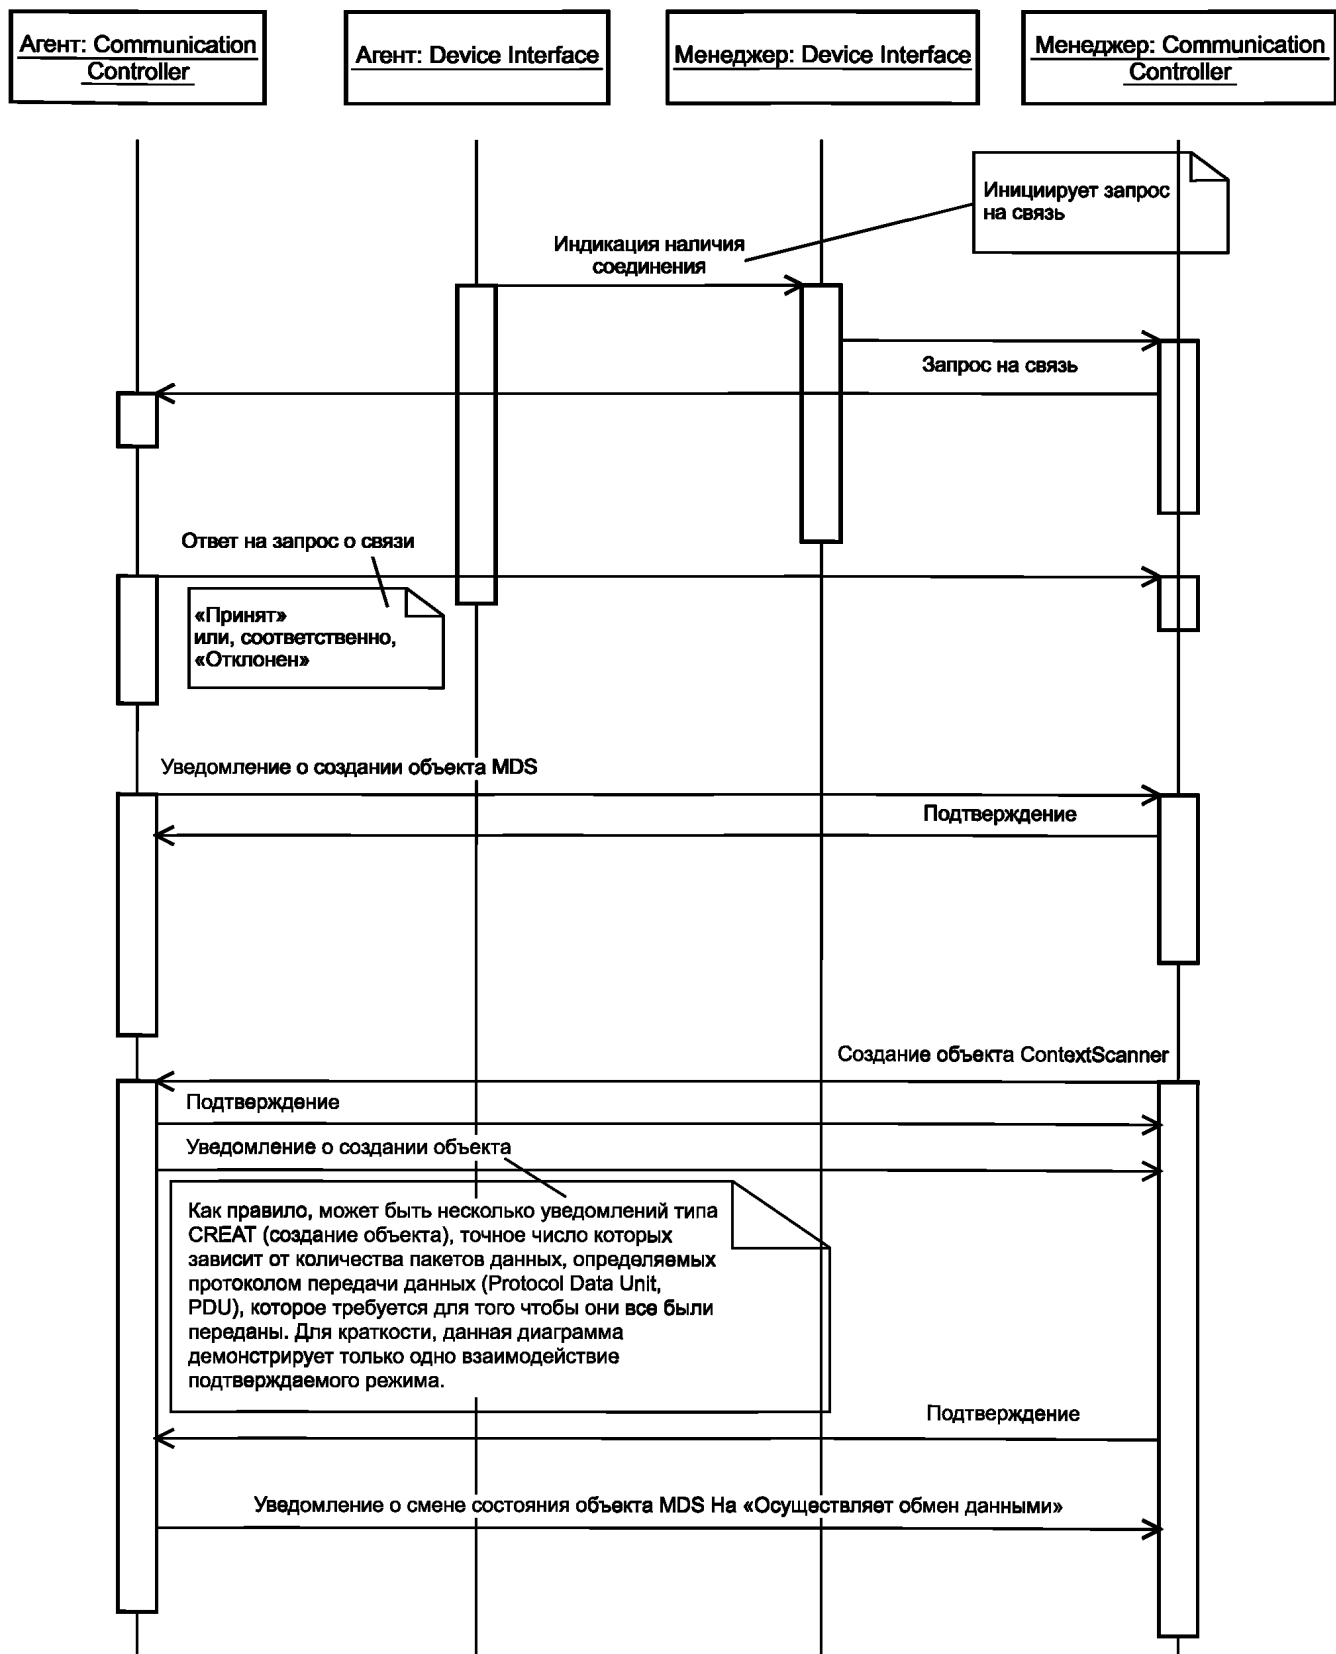 Агент: Communication
Controller
Агент: Device Interface
Менеджер: Device Interface
Менеджер: Communication
Controller
Инициирует запрос
на связь
Индикация наличия
соединения
Запрос на связь
Ответ на запрос о связи
«Принят»
или, соответственно,
«Отклонен»
Уведомление о создании объекта MDS
Подтверждение
Создание объекта ContextScanner
Подтверждение
Уведомление о создании объекта
Как правило, может быть несколько уведомлений типа
CREAT (создание объекта), точное число которых
зависит от количества пакетов данных, определяемых
протоколом передачи данных (Protocol Data Unit,
PDU), которое требуется для того чтобы они все были
переданы. Для краткости, данная диаграмма
демонстрирует только одно взаимодействие
подтверждаемого режима.
Подтверждение
Уведомление о смене состояния объекта MDS На «Осуществляет обмен данными»